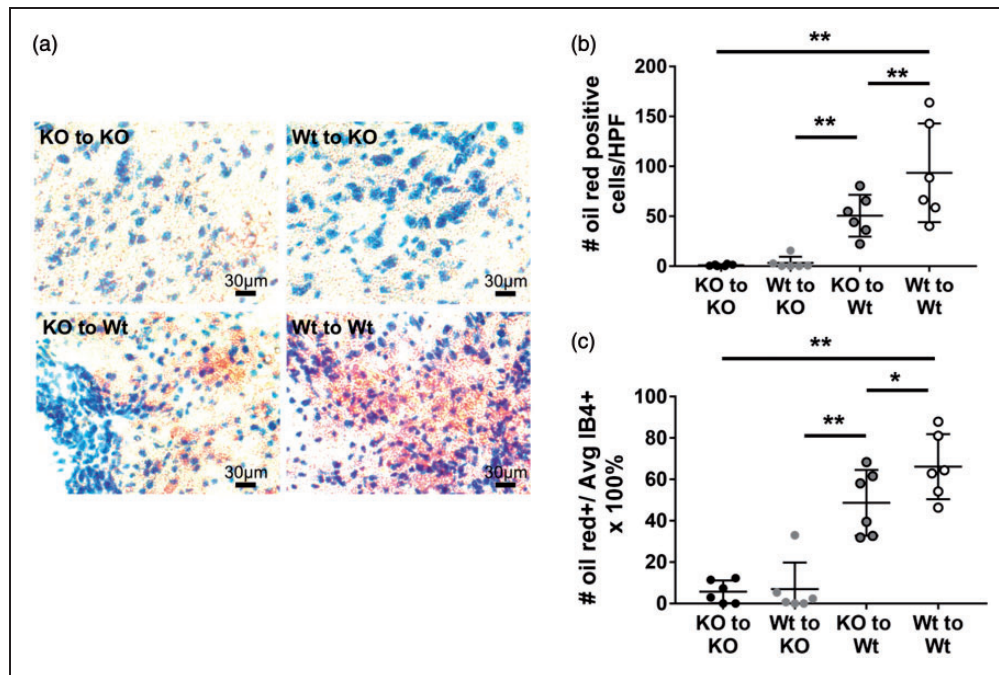 (a)
KO to KO
30µm
Wt to KO
30µm
KO to Wt
30µm
Wt to Wt
30µm
(b)
**
**
**
# oil red positive
cells/HPF
200
150
100
50
0
KO to
KO
Wt to
KO
KO to
Wt
Wt to
Wt
(c)
**
*
**
# oil red+/ Avg IB4+
x 100%
100
80
60
40
20
0
KO to
KO
Wt to
KO
KO to
Wt
Wt to
Wt